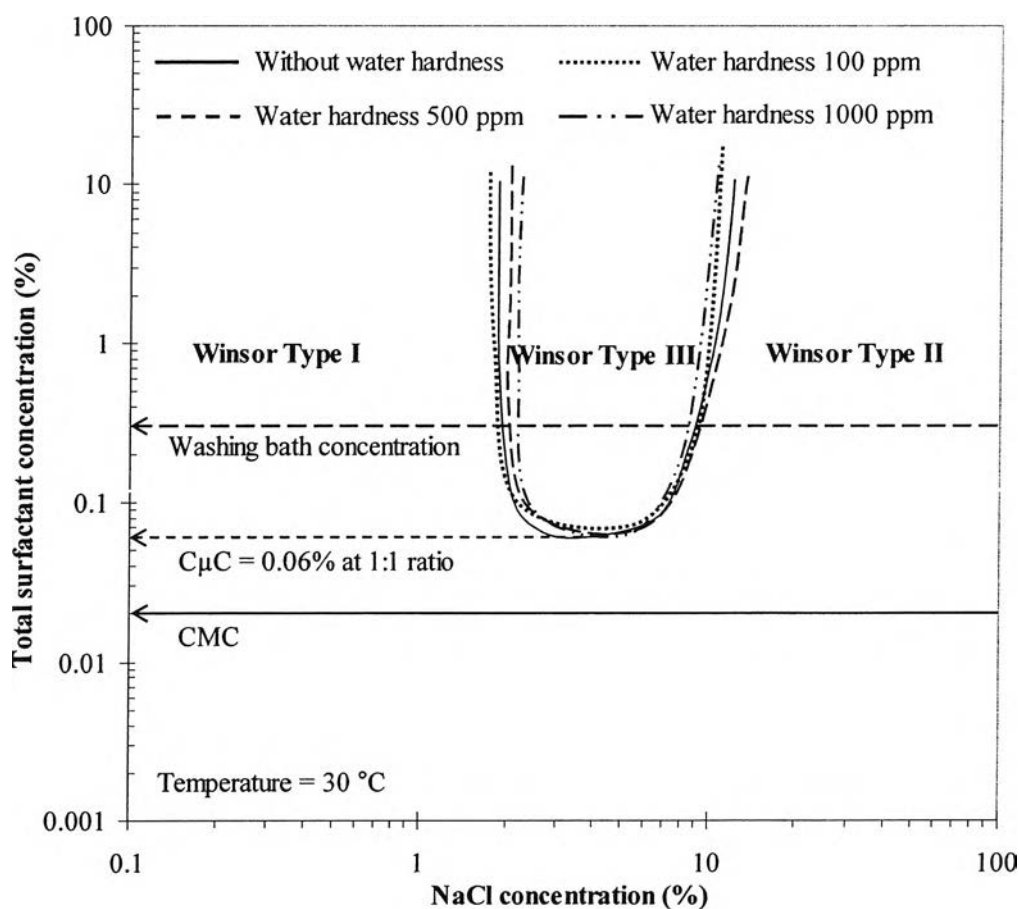 100
10
1
0.1
0.01
0.001
Total surfactant concentration (%)
Without water hardness
Water hardness 100 ppm
Water hardness 500 ppm
Water hardness 1000 ppm
Winsor Type I
Winsor Type III
Winsor Type II
Washing bath concentration
CμC = 0.06% at 1:1 ratio
CMC
Temperature = 30 °C
0.1
1
10
100
NaCl concentration (%)